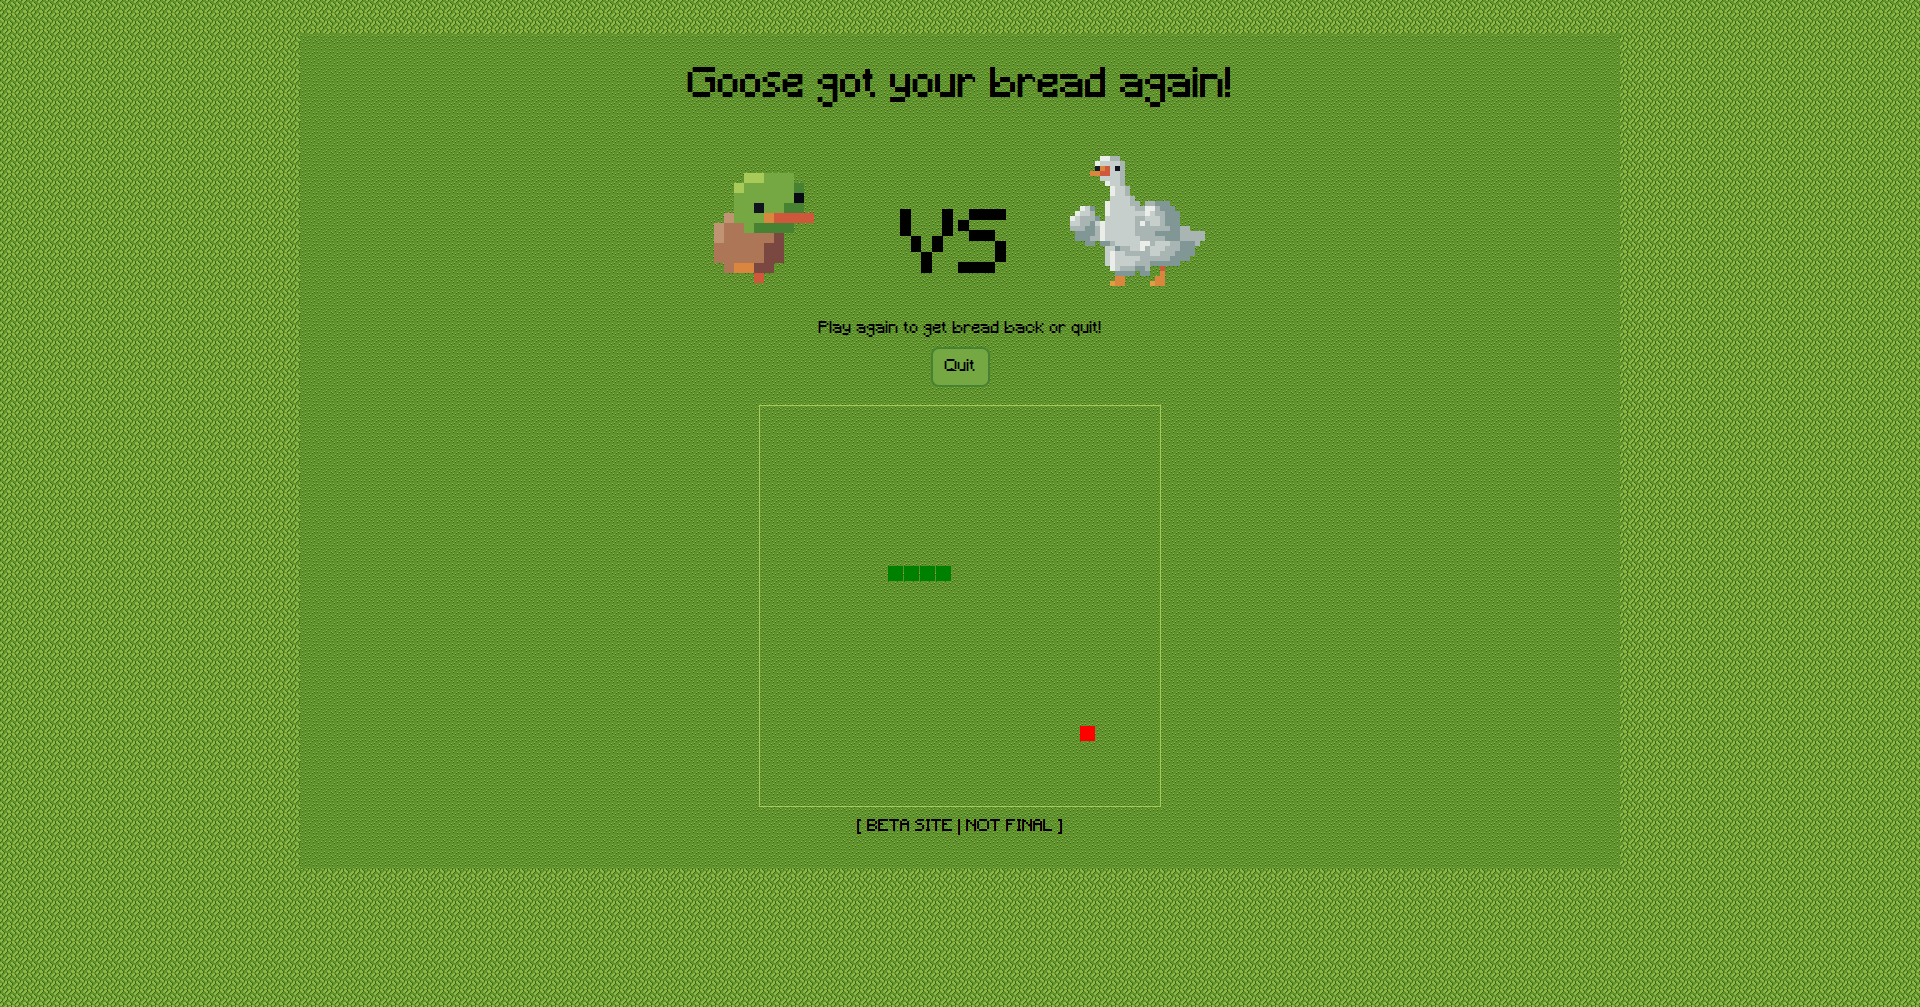 Goose got your bread again!
VS
Play again to get bread back or quit!
Quit
[ BETA SITE | NOT FINAL ]